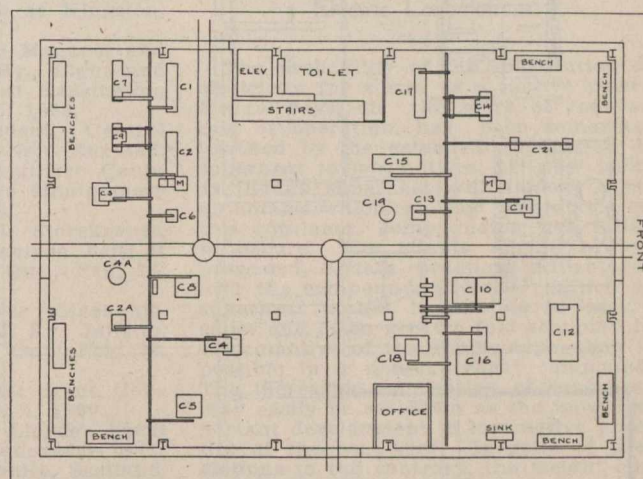 ELEV
TOILET
STAIRS
BENCH
BENCH
BENCHES
C7
C1
C17
C14
C9
C2
C21
C15
M
M
C3
C6
C19
C13
C11
FRONT
C4A
C8
C10
C2A
C4
C18
C16
C12
BENCHES
C5
OFFICE
SINK
BENCH
BENCH
BENCH